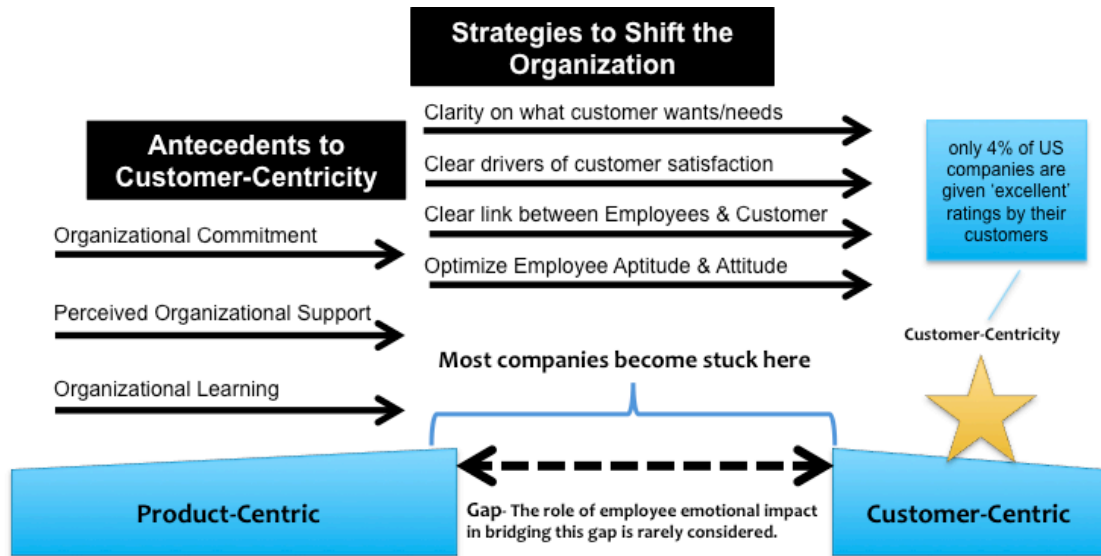 Strategies to Shift the
Organization
Antecedents to
Customer-Centricity
Organizational Commitment
Perceived Organizational Support
Organizational Learning
Clarity on what customer wants/needs
Clear drivers of customer satisfaction
Clear link between Employees & Customer
Optimize Employee Aptitude & Attitude
only 4% of US
companies are
given ‘excellent’
ratings by their
customers
Customer-Centricity
Most companies become stuck here
Product-Centric
Gap- The role of employee emotional impact
in bridging this gap is rarely considered.
Customer-Centric